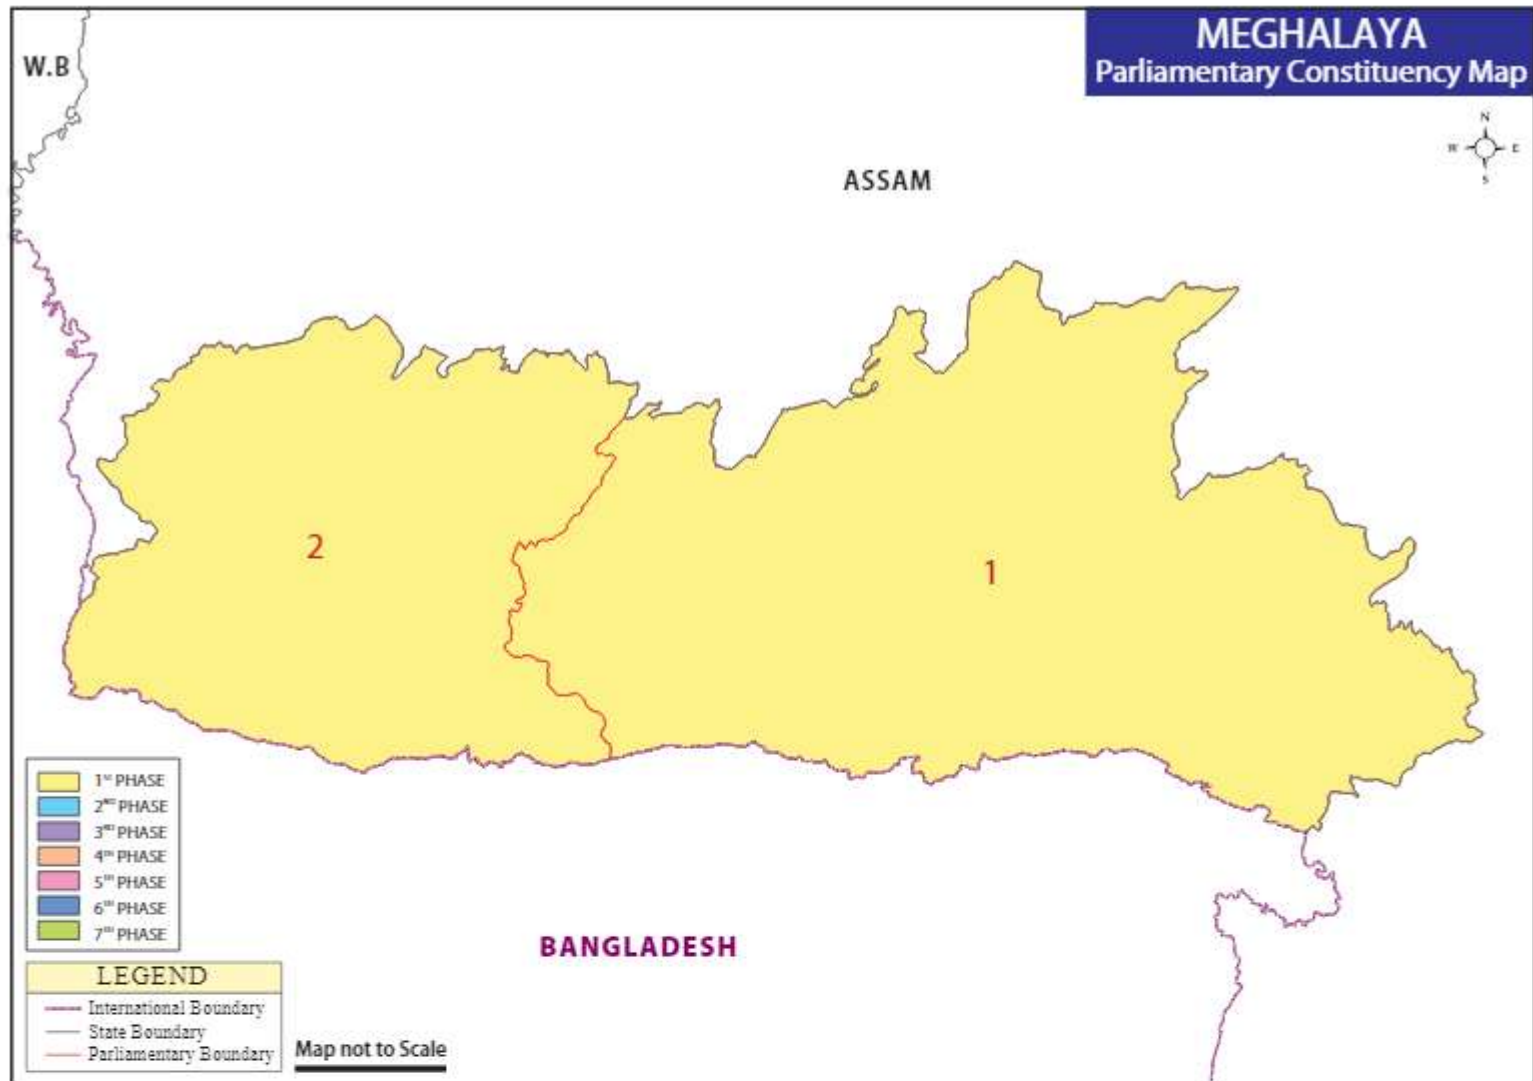 MEGHALAYA
Parliamentary Constituency Map
W.B
N
W E
S
ASSAM
2
1
1ST PHASE
2ND PHASE
3RD PHASE
4TH PHASE
5TH PHASE
6TH PHASE
7TH PHASE
BANGLADESH
LEGEND
International Boundary
State Boundary
Parliamentary Boundary
Map not to Scale